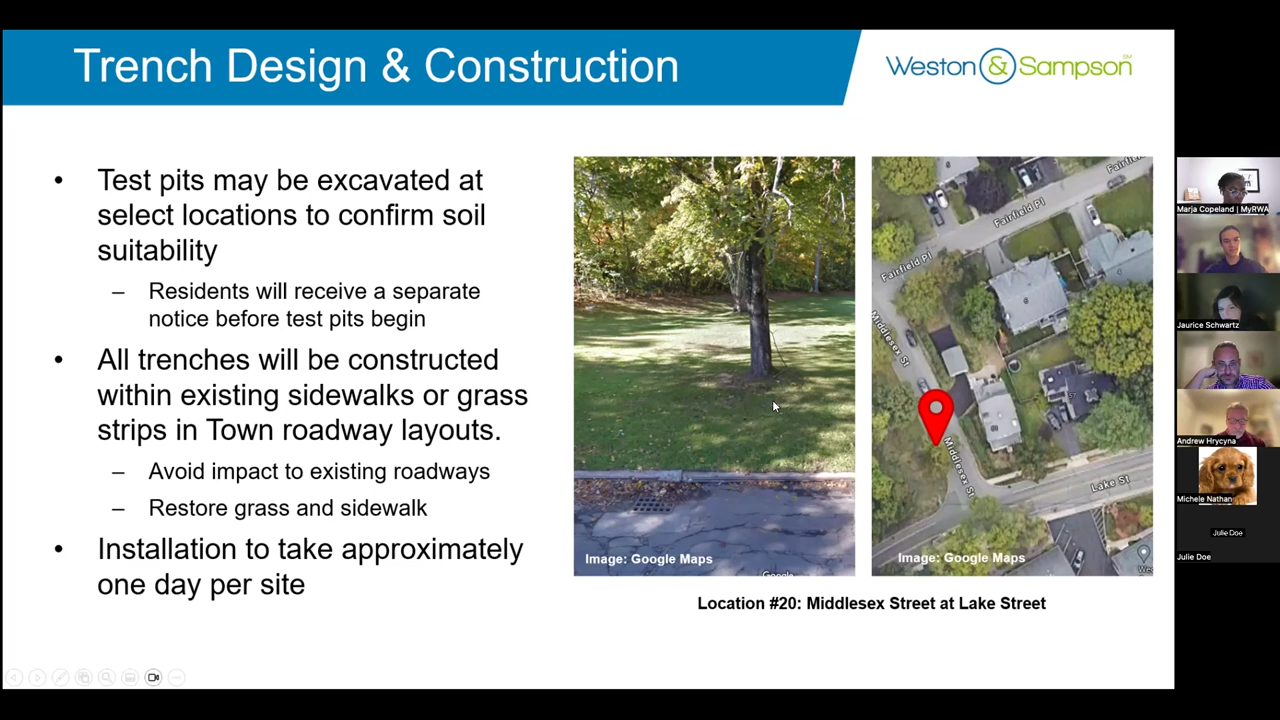 Trench Design & Construction
Weston & Sampson
SM
• Test pits may be excavated at
select locations to confirm soil
suitability
– Residents will receive a separate
notice before test pits begin
• All trenches will be constructed
within existing sidewalks or grass
strips in Town roadway layouts.
– Avoid impact to existing roadways
– Restore grass and sidewalk
• Installation to take approximately
one day per site
Image: Google Maps
Google
Fairfield Pl
Fairfield Pl
Middlesex St
Middlesex St
Lake St
Image: Google Maps
Location #20: Middlesex Street at Lake Street
Marja Copeland | MyRWA
Jaurice Schwartz
Andrew Hrycyna
Michele Nathan
Julie Doe
Julie Doe